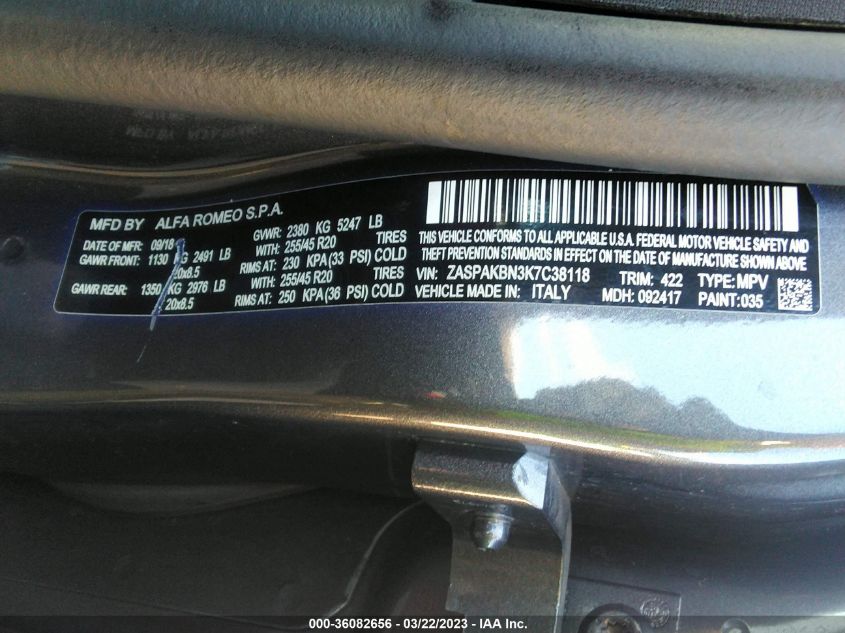 MFD BY ALFA ROMEO S.P.A.
DATE OF MFR: 09/18 GVWR: 2380 KG 5247 LB
GAWR FRONT: 1130 KG 2491 LB WITH: 255/45 R20 TIRES
20x8.5 RIMS AT: 230 KPA(33 PSI) COLD
GAWR REAR: 1350 KG 2976 LB WITH: 255/45 R20 TIRES
20x8.5 RIMS AT: 250 KPA(36 PSI) COLD
THIS VEHICLE CONFORMS TO ALL APPLICABLE U.S.A. FEDERAL MOTOR VEHICLE SAFETY AND
THEFT PREVENTION STANDARDS IN EFFECT ON THE DATE OF MANUFACTURE SHOWN ABOVE
VIN: ZASPAKBN3K7C38118 TRIM: 422 TYPE: MPV
VEHICLE MADE IN: ITALY MDH: 092417 PAINT: 035
000-36082656 - 03/22/2023 - IAA Inc.